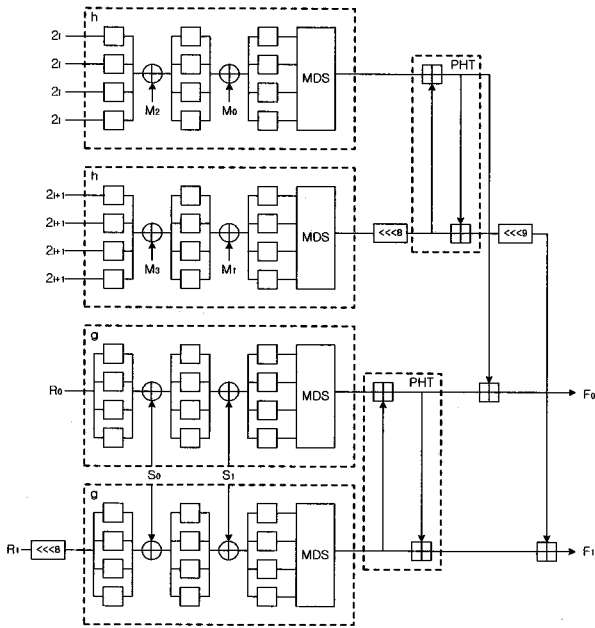 h
2i
2i
2i
2i
M2
M0
MDS
PHT
h
2i+1
2i+1
2i+1
2i+1
M3
M1
MDS
<<<8
<<<9
g
R0
MDS
PHT
F0
S0
S1
g
R1
<<<8
MDS
F1